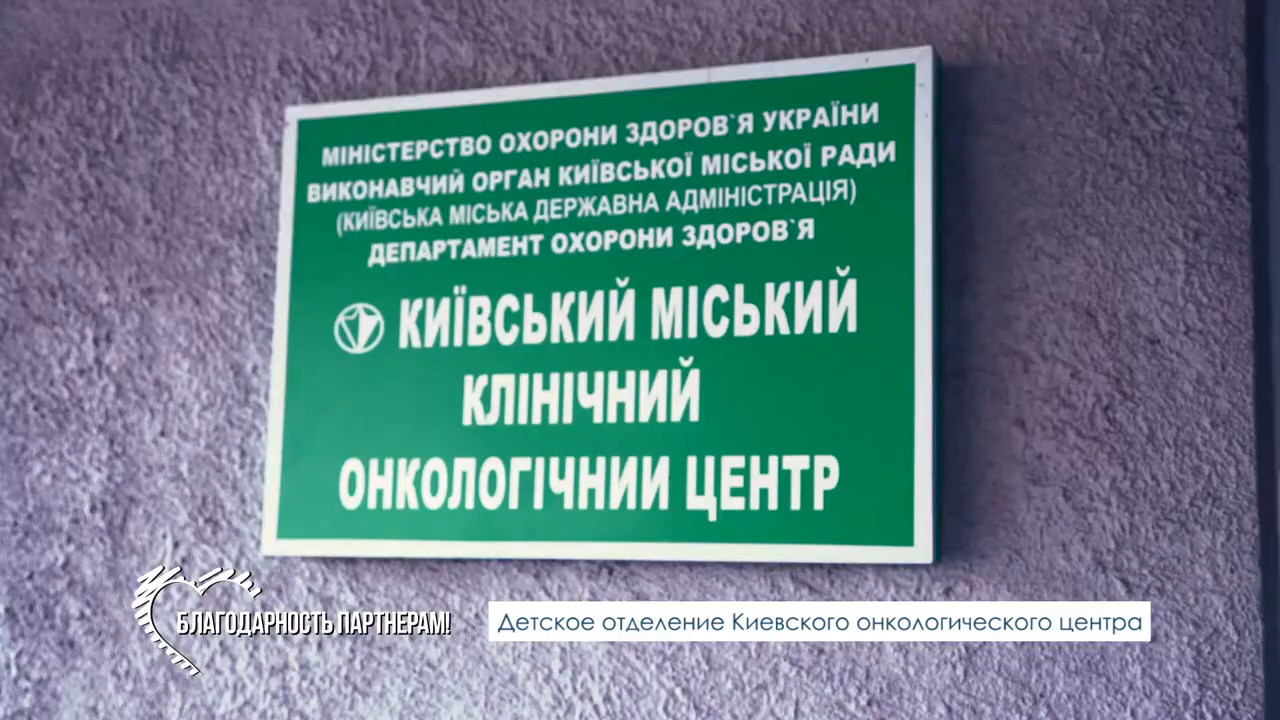 МІНІСТЕРСТВО ОХОРОНИ ЗДОРОВ`Я УКРАЇНИ
ВИКОНАВЧИЙ ОРГАН КИЇВСЬКОЇ МІСЬКОЇ РАДИ
(КИЇВСЬКА МІСЬКА ДЕРЖАВНА АДМІНІСТРАЦІЯ)
ДЕПАРТАМЕНТ ОХОРОНИ ЗДОРОВ`Я
КИЇВСЬКИЙ МІСЬКИЙ
КЛІНІЧНИЙ
ОНКОЛОГІЧНИИ ЦЕНТР
БЛАГОДАРНОСТЬ ПАРТНЕРАМ!
Детское отделение Киевского онкологического центра